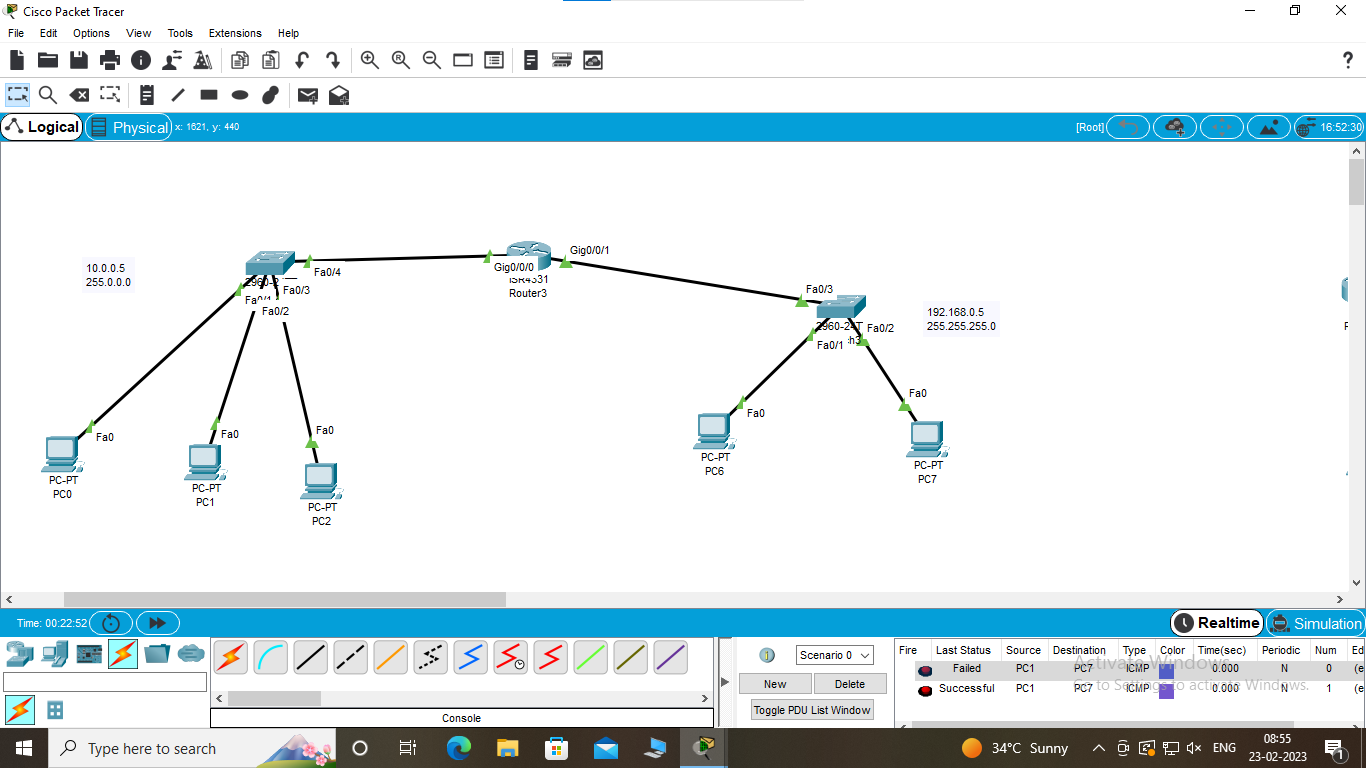 Cisco Packet Tracer
File Edit Options View Tools Extensions Help
Logical Physical x: 1621, y: 440 [Root] 16:52:30
10.0.0.5
255.0.0.0
Fa0/4
Fa0/3
Fa0/2
Gig0/0/0
Gig0/0/1
ISR4331
Router3
Fa0/3
2960-24T
Fa0/2
Fa0/1
192.168.0.5
255.255.255.0
Fa0
PC-PT
PC0
Fa0
PC-PT
PC1
Fa0
PC-PT
PC2
Fa0
PC-PT
PC6
Fa0
PC-PT
PC7
Time: 00:22:52 Realtime Simulation
Scenario 0
New Delete
Toggle PDU List Window
Console
Fire Last Status Source Destination Type Color Time(sec) Periodic Num Ed
Failed PC1 PC7 ICMP 0.000 N 0 (e
Successful PC1 PC7 ICMP 0.000 N 1 (e
Activate Windows
Go to Settings to activate Windows.
Type here to search
34°C Sunny
ENG
08:55
23-02-2023
1